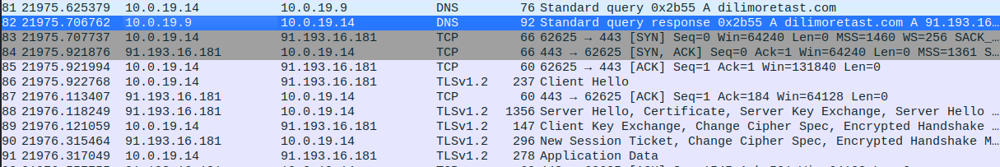 81 21975.625379 10.0.19.14 10.0.19.9 DNS 76 Standard query 0x2b55 A dilimoretast.com
82 21975.706762 10.0.19.9 10.0.19.14 DNS 92 Standard query response 0x2b55 A dilimoretast.com A 91.193.16…
83 21975.707737 10.0.19.14 91.193.16.181 TCP 66 62625 → 443 [SYN] Seq=0 Win=64240 Len=0 MSS=1460 WS=256 SACK_…
84 21975.921876 91.193.16.181 10.0.19.14 TCP 66 443 → 62625 [SYN, ACK] Seq=0 Ack=1 Win=64240 Len=0 MSS=1361 S…
85 21975.921994 10.0.19.14 91.193.16.181 TCP 60 62625 → 443 [ACK] Seq=1 Ack=1 Win=131840 Len=0
86 21975.922768 10.0.19.14 91.193.16.181 TLSv1.2 237 Client Hello
87 21976.113407 91.193.16.181 10.0.19.14 TCP 60 443 → 62625 [ACK] Seq=1 Ack=184 Win=64128 Len=0
88 21976.118249 91.193.16.181 10.0.19.14 TLSv1.2 1356 Server Hello, Certificate, Server Key Exchange, Server Hello …
89 21976.121059 10.0.19.14 91.193.16.181 TLSv1.2 147 Client Key Exchange, Change Cipher Spec, Encrypted Handshake …
90 21976.315464 91.193.16.181 10.0.19.14 TLSv1.2 296 New Session Ticket, Change Cipher Spec, Encrypted Handshake M…
91 21976.317049 10.0.19.14 91.193.16.181 TLSv1.2 278 Application Data